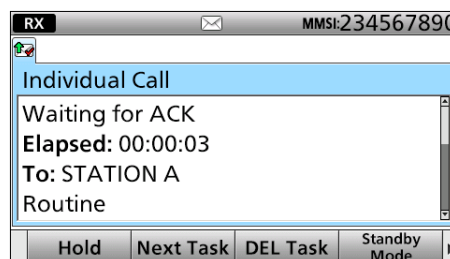 RX MMSI:234567890
Individual Call
Waiting for ACK
Elapsed: 00:00:03
To: STATION A
Routine
Hold Next Task DEL Task Standby Mode